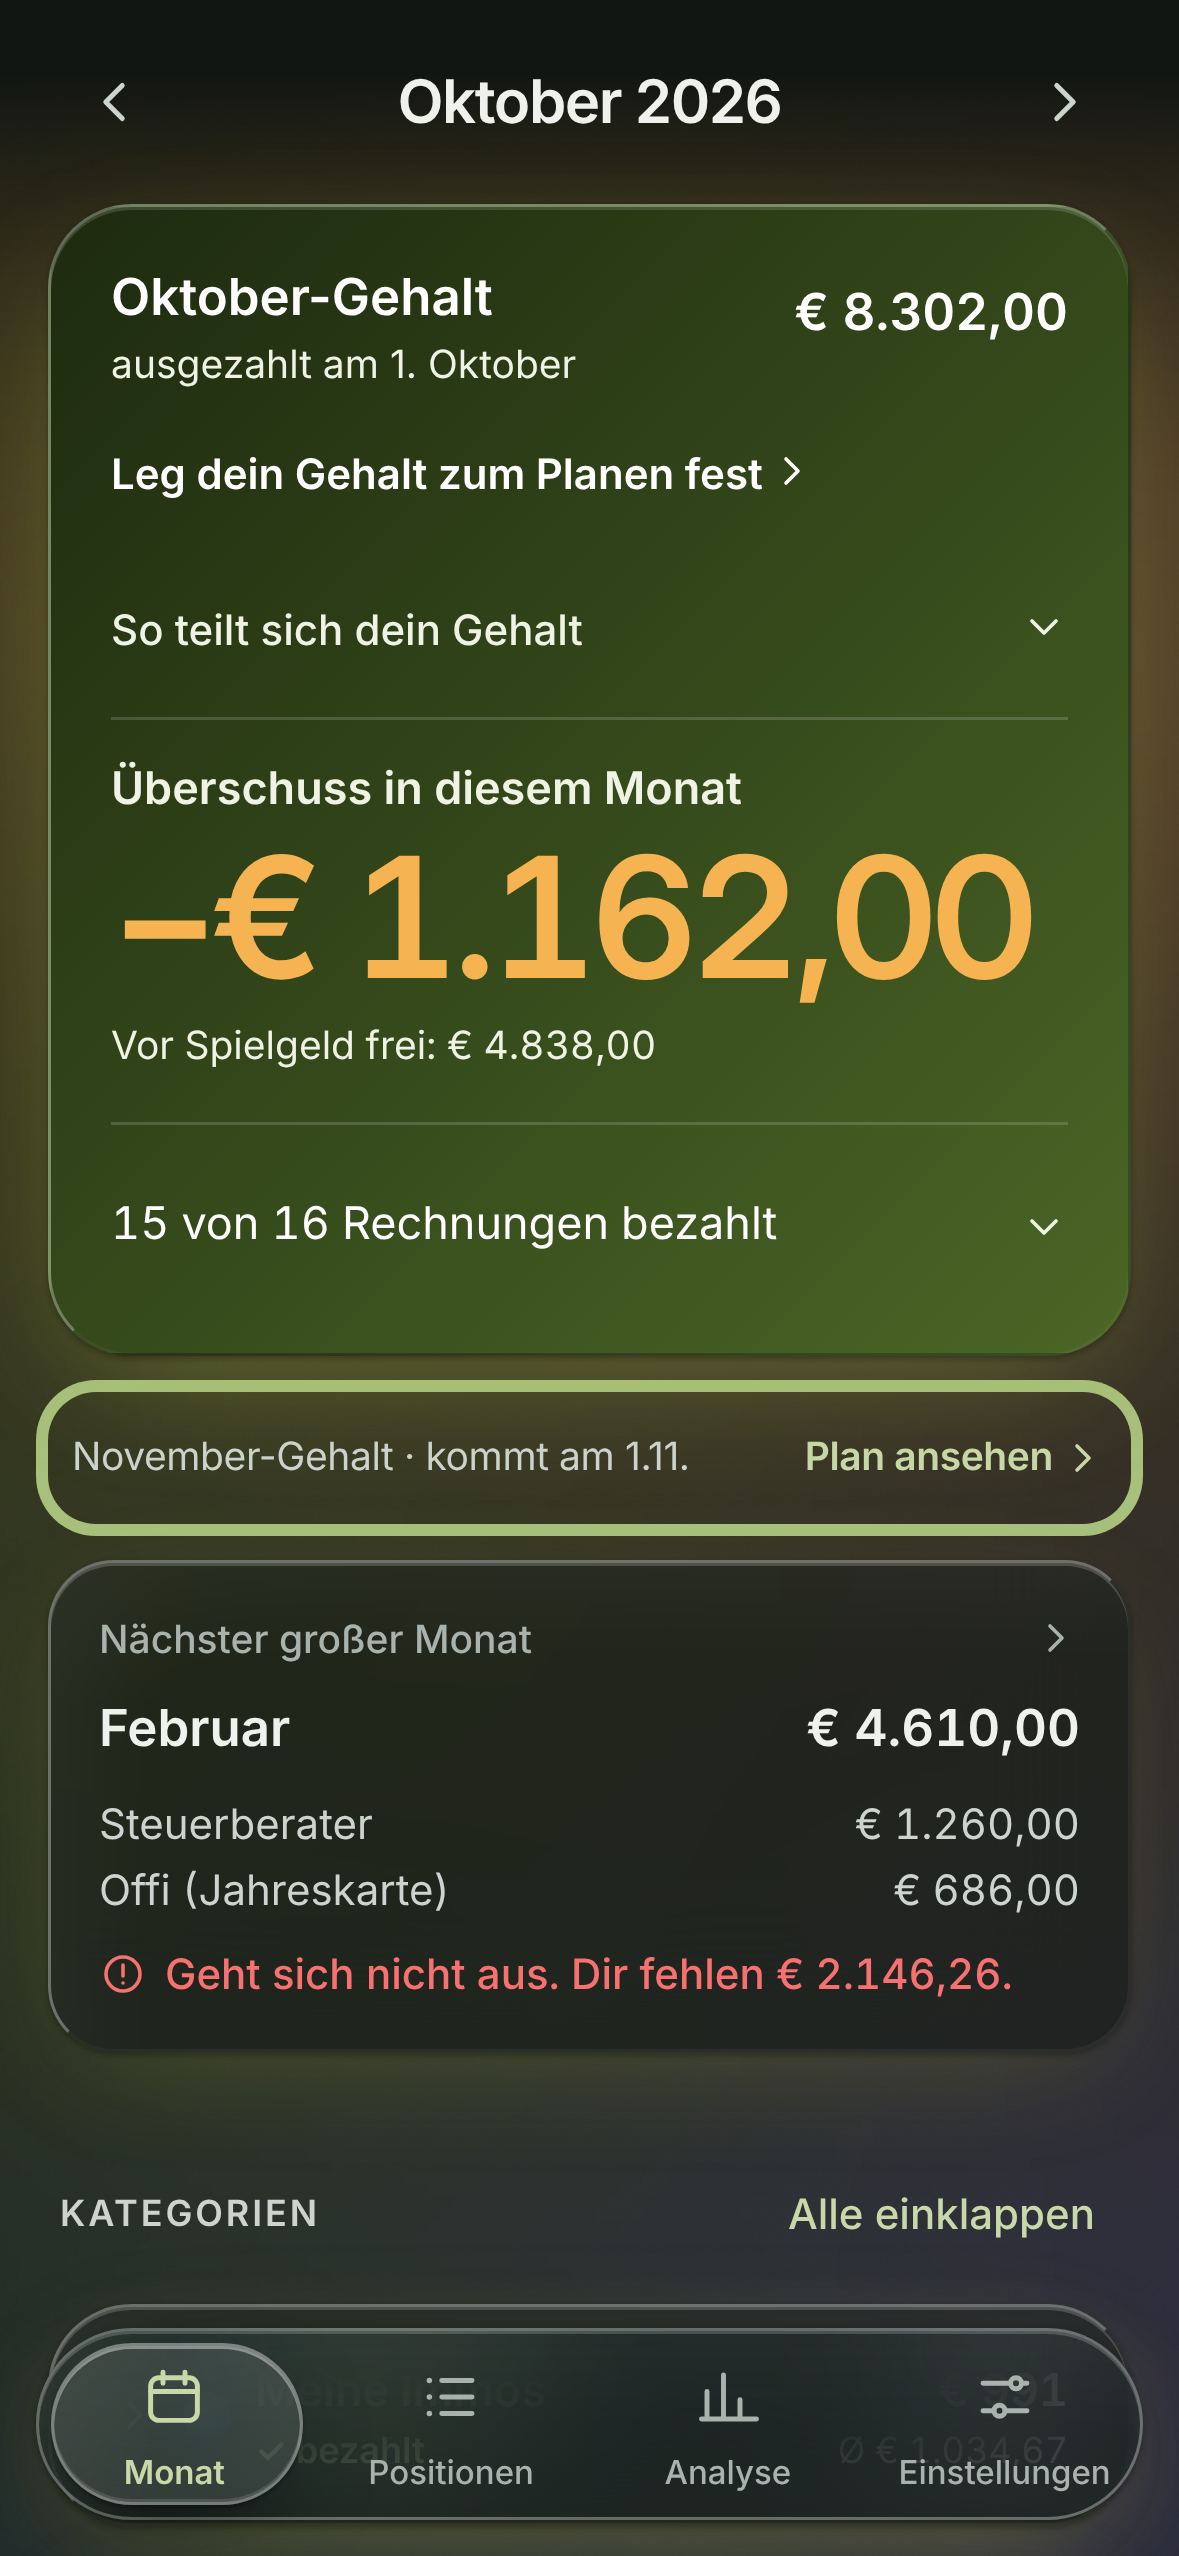 Oktober 2026
Oktober-Gehalt
€ 8.302,00
ausgezahlt am 1. Oktober
Leg dein Gehalt zum Planen fest
So teilt sich dein Gehalt
Überschuss in diesem Monat
–€ 1.162,00
Vor Spielgeld frei: € 4.838,00
15 von 16 Rechnungen bezahlt
November-Gehalt · kommt am 1.11. Plan ansehen
Nächster großer Monat
Februar € 4.610,00
Steuerberater € 1.260,00
Offi (Jahreskarte) € 686,00
Geht sich nicht aus. Dir fehlen € 2.146,26.
KATEGORIEN Alle einklappen
bezahlt Ø € 1.034,67
Monat Positionen Analyse Einstellungen